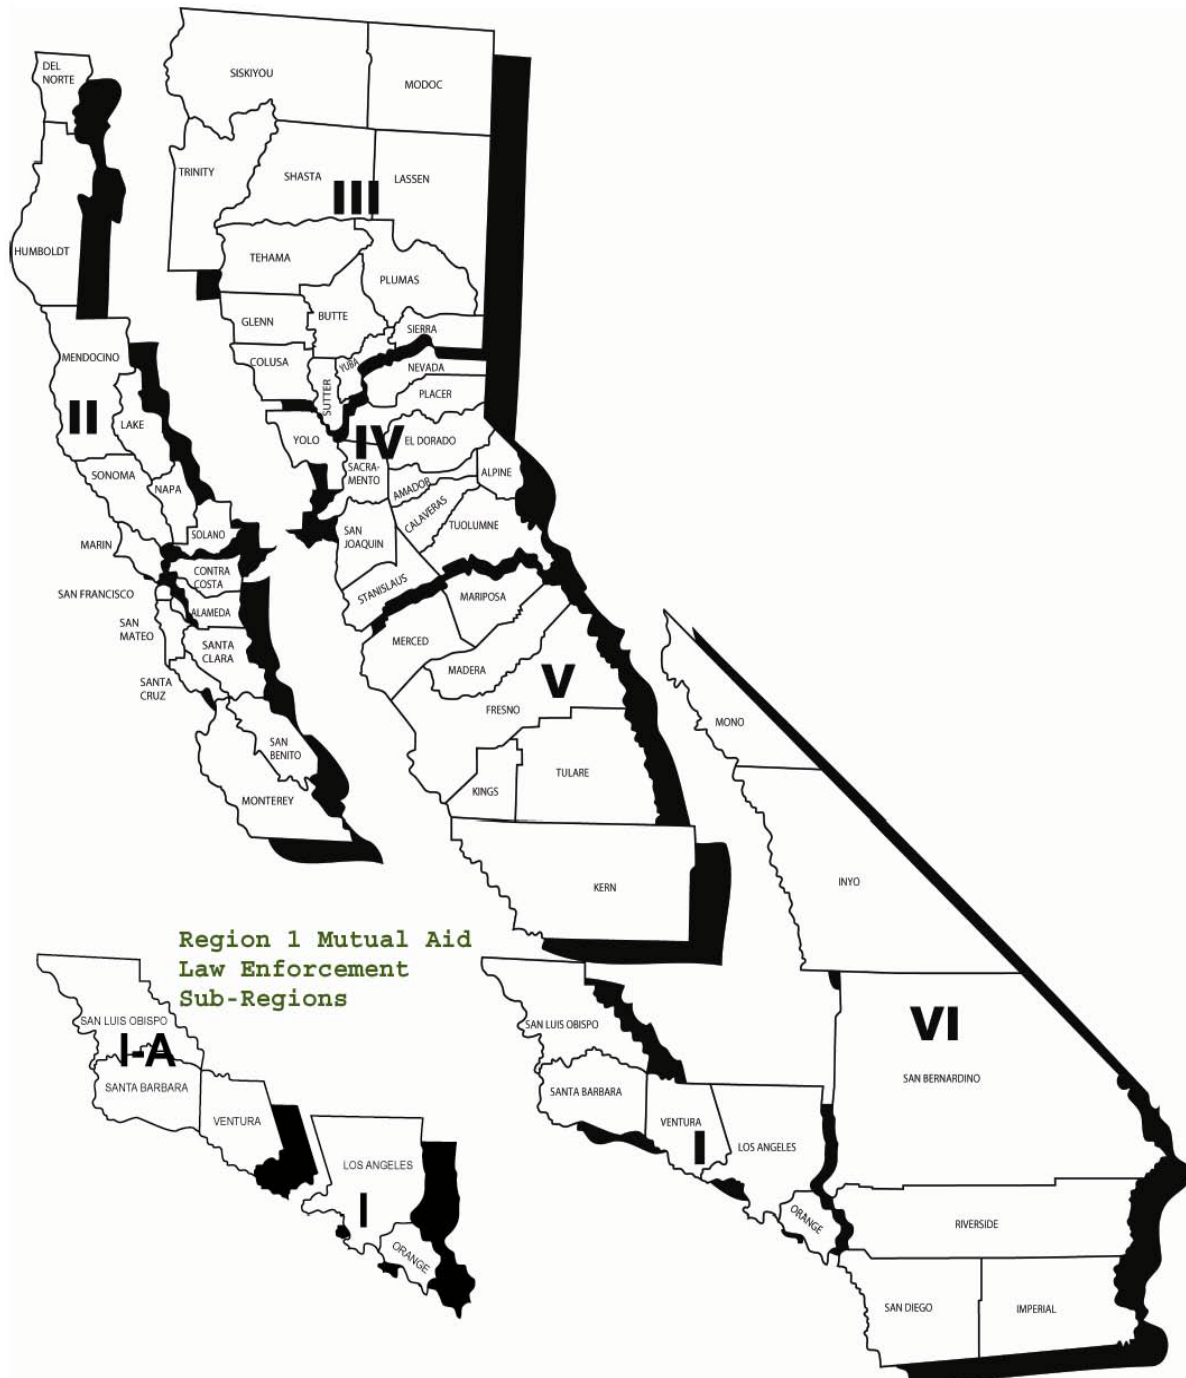 DEL
NORTE
HUMBOLDT
MENDOCINO
II
LAKE
SONOMA
NAPA
SOLANO
MARIN
CONTRA
COSTA
SAN FRANCISCO
ALAMEDA
SAN
MATEO
SANTA
CLARA
SANTA
CRUZ
SAN
BENITO
MONTEREY
SISKIYOU
MODOC
TRINITY
SHASTA
LASSEN
III
TEHAMA
PLUMAS
GLENN
BUTTE
SIERRA
COLUSA
SUTTER
YUBA
NEVADA
PLACER
YOLO
IV
EL DORADO
SACRA-
MENTO
AMADOR
ALPINE
CALAVERAS
TUOLUMNE
SAN
JOAQUIN
STANISLAUS
MARIPOSA
MERCED
MADERA
V
FRESNO
KINGS
TULARE
KERN
MONO
INYO
VI
SAN BERNARDINO
RIVERSIDE
SAN DIEGO
IMPERIAL
SAN LUIS OBISPO
SANTA BARBARA
VENTURA
I
LOS ANGELES
ORANGE
Region 1 Mutual Aid
Law Enforcement
Sub-Regions
SAN LUIS OBISPO
I-A
SANTA BARBARA
VENTURA
LOS ANGELES
I
ORANGE